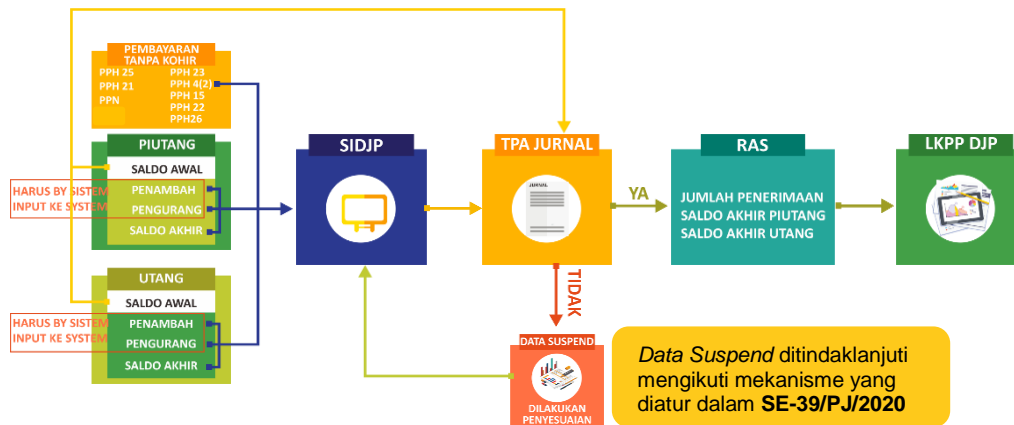 PEMBAYARAN
TANPA KOHIR
PPH 25
PPH 21
PPN
PPH 23
PPH 4(2)
PPH 15
PPH 22
PPH26
PIUTANG
SALDO AWAL
HARUS BY SISTEM
INPUT KE SYSTEM
PENAMBAH
PENGURANG
SALDO AKHIR
UTANG
SALDO AWAL
HARUS BY SISTEM
INPUT KE SYSTEM
PENAMBAH
PENGURANG
SALDO AKHIR
SIDJP
TPA JURNAL
JURNAL
YA
TIDAK
RAS
JUMLAH PENERIMAAN
SALDO AKHIR PIUTANG
SALDO AKHIR UTANG
LKPP DJP
DATA SUSPEND
DILAKUKAN
PENYESUAIAN
Data Suspend ditindaklanjuti
mengikuti mekanisme yang
diatur dalam SE-39/PJ/2020